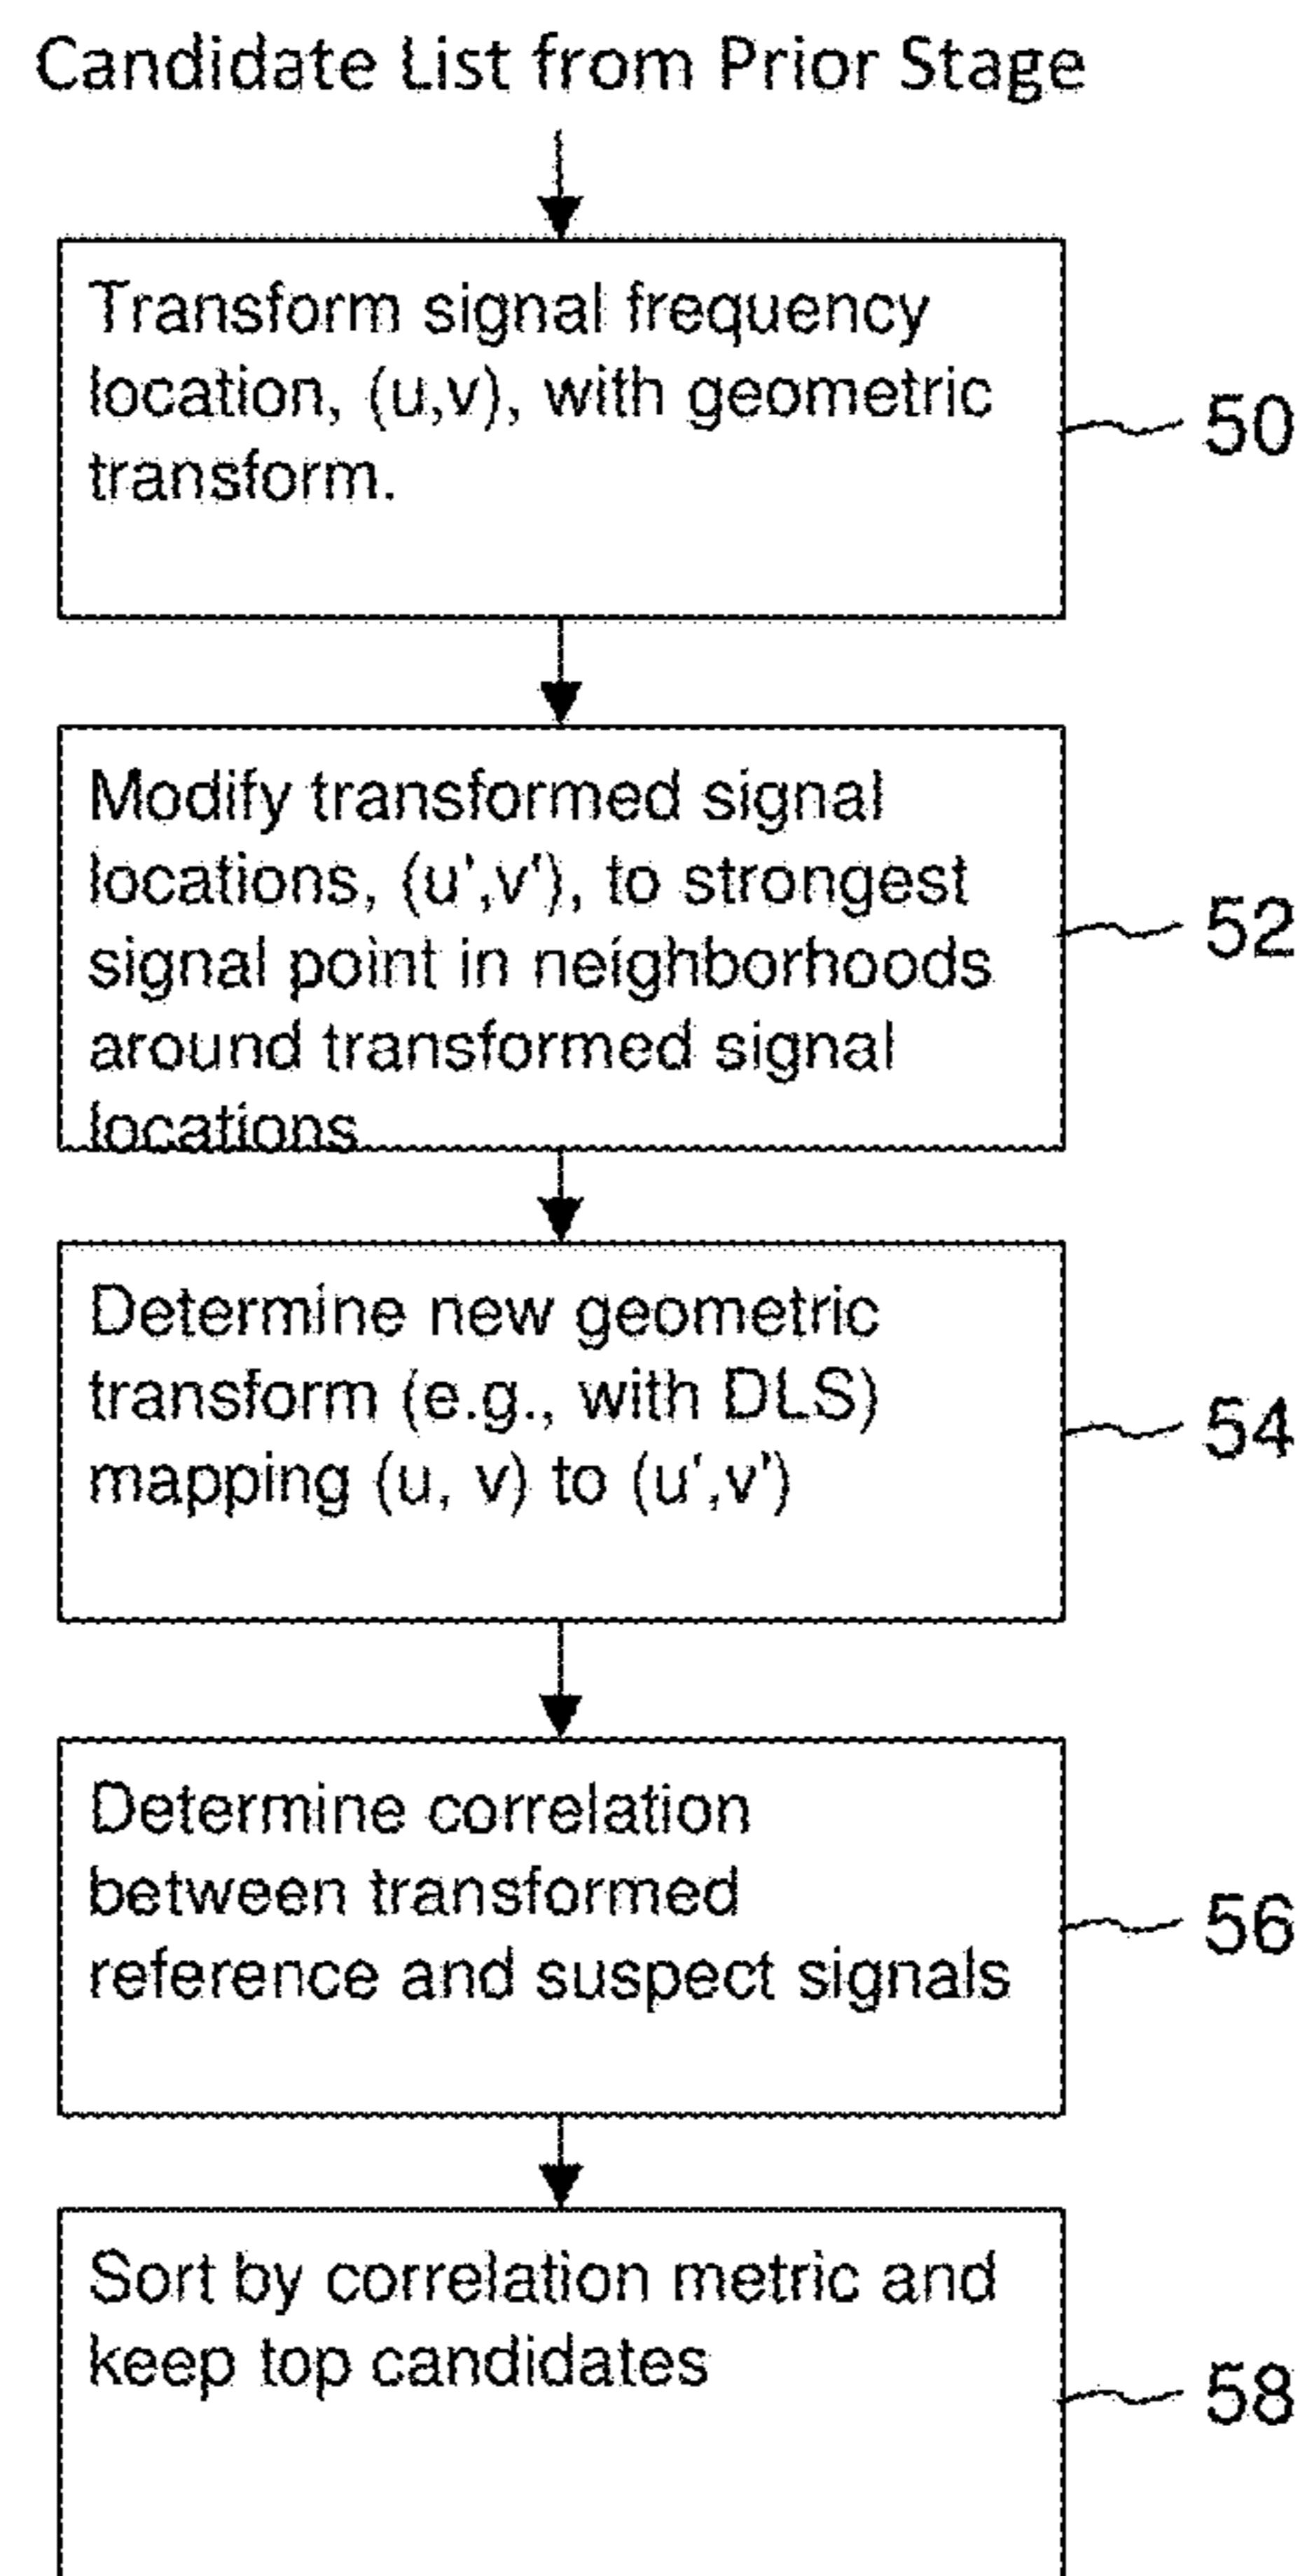 Candidate List from Prior Stage
Transform signal frequency
location, (u,v), with geometric
transform.
50
Modify transformed signal
locations, (u',v'), to strongest
signal point in neighborhoods
around transformed signal
locations
52
Determine new geometric
transform (e.g., with DLS)
mapping (u, v) to (u',v')
54
Determine correlation
between transformed
reference and suspect signals
56
Sort by correlation metric and
keep top candidates
58